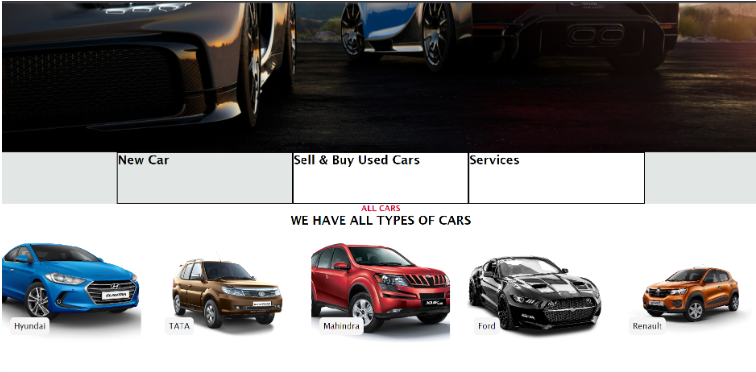 New Car
Sell & Buy Used Cars
Services
ALL CARS
WE HAVE ALL TYPES OF CARS
Hyundai
TATA
Mahindra
Ford
Renault